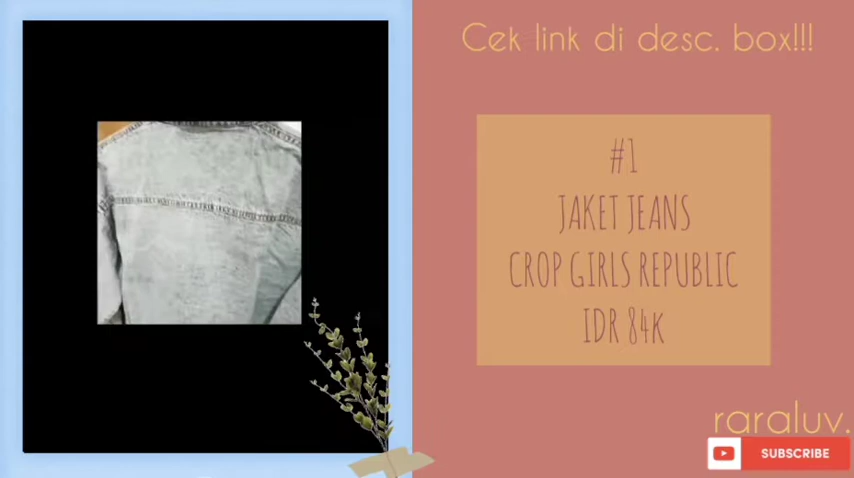 Cek link di desc. box!!!
#1
JAKET JEANS
CROP GIRLS REPUBLIC
IDR 84K
raraluv.
SUBSCRIBE